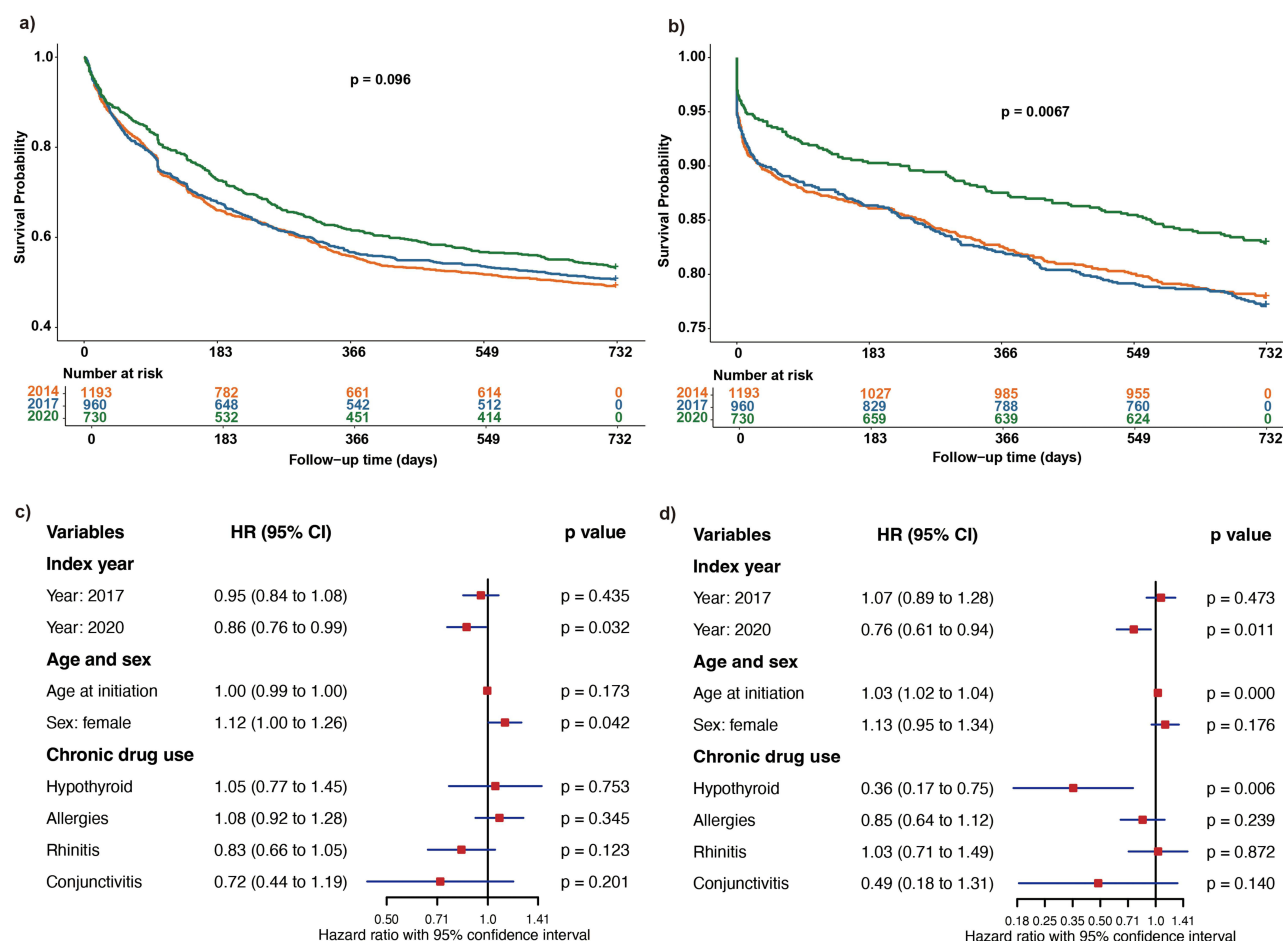 a)
1.0
0.8
0.6
0.4
Survival Probability
p = 0.096
0 183 366 549 732
Number at risk
2014 1193 782 661 614 0
2017 960 648 542 512 0
2020 730 532 451 414 0
0 183 366 549 732
Follow-up time (days)
b)
1.00
0.95
0.90
0.85
0.80
0.75
Survival Probability
p = 0.0067
0 183 366 549 732
Number at risk
2014 1193 1027 985 955 0
2017 960 829 788 760 0
2020 730 659 639 624 0
0 183 366 549 732
Follow-up time (days)
c)
Variables HR (95% CI) p value
Index year
Year: 2017 0.95 (0.84 to 1.08) p = 0.435
Year: 2020 0.86 (0.76 to 0.99) p = 0.032
Age and sex
Age at initiation 1.00 (0.99 to 1.00) p = 0.173
Sex: female 1.12 (1.00 to 1.26) p = 0.042
Chronic drug use
Hypothyroid 1.05 (0.77 to 1.45) p = 0.753
Allergies 1.08 (0.92 to 1.28) p = 0.345
Rhinitis 0.83 (0.66 to 1.05) p = 0.123
Conjunctivitis 0.72 (0.44 to 1.19) p = 0.201
0.50 0.71 1.0 1.41
Hazard ratio with 95% confidence interval
d)
Variables HR (95% CI) p value
Index year
Year: 2017 1.07 (0.89 to 1.28) p = 0.473
Year: 2020 0.76 (0.61 to 0.94) p = 0.011
Age and sex
Age at initiation 1.03 (1.02 to 1.04) p = 0.000
Sex: female 1.13 (0.95 to 1.34) p = 0.176
Chronic drug use
Hypothyroid 0.36 (0.17 to 0.75) p = 0.006
Allergies 0.85 (0.64 to 1.12) p = 0.239
Rhinitis 1.03 (0.71 to 1.49) p = 0.872
Conjunctivitis 0.49 (0.18 to 1.31) p = 0.140
0.18 0.25 0.35 0.50 0.71 1.0 1.41
Hazard ratio with 95% confidence interval